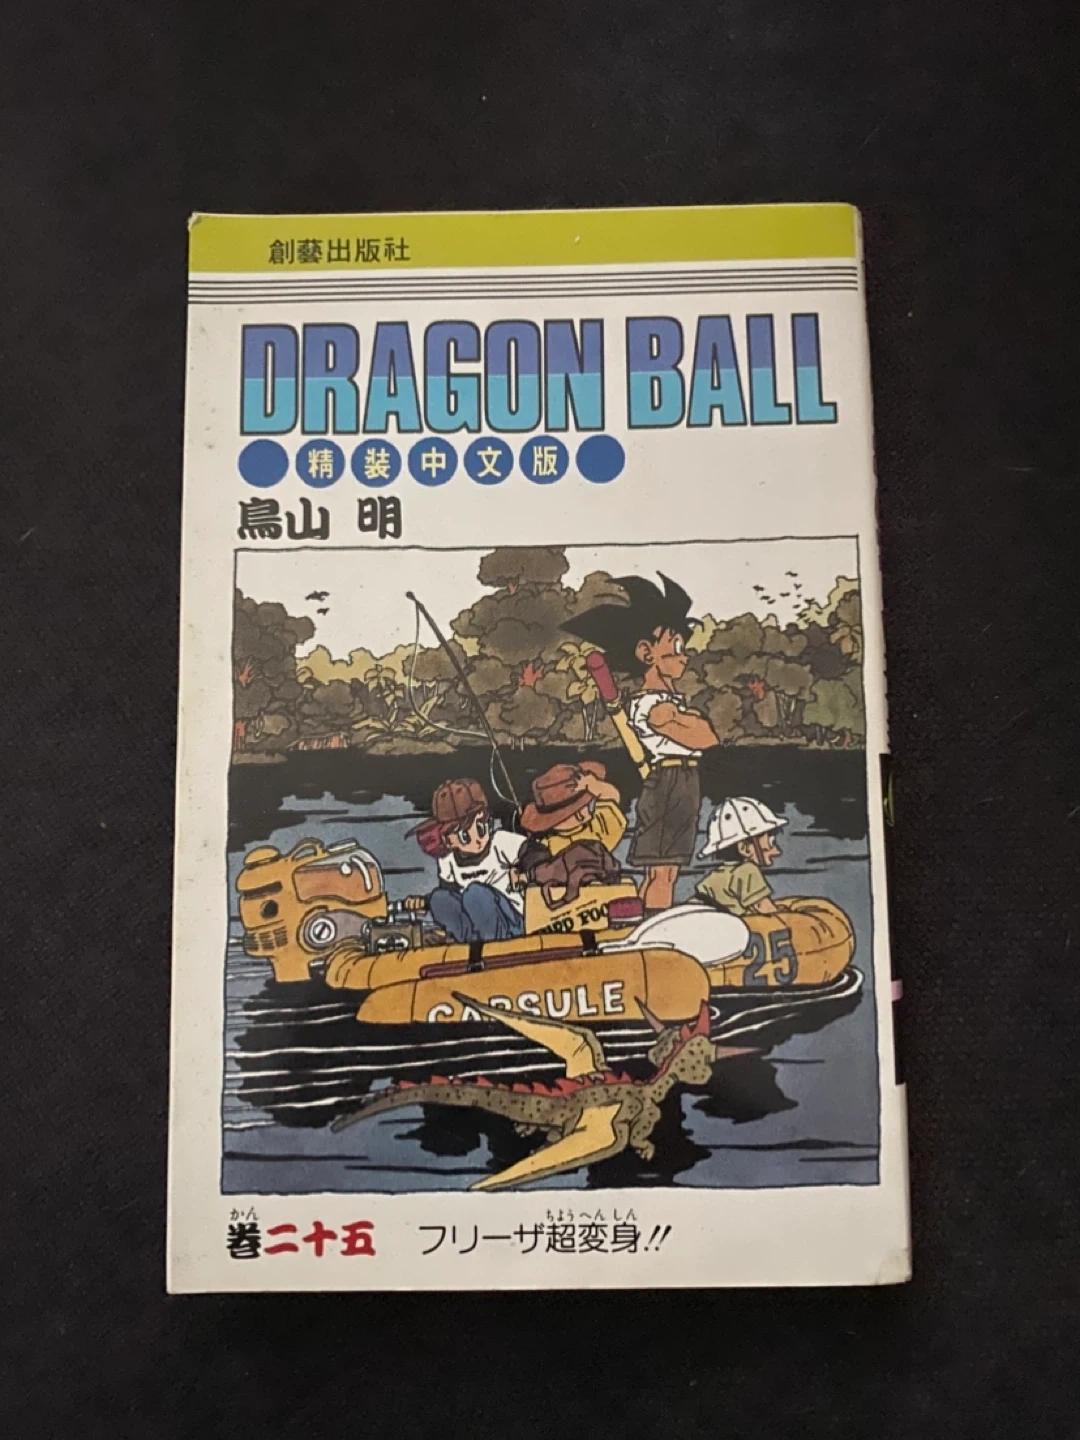 創藝出版社
DRAGON BALL
精装中文版
鳥山 明
CAPSULE
25
かん
巻二十五
ちょうへんしん
フリーザ超変身!!